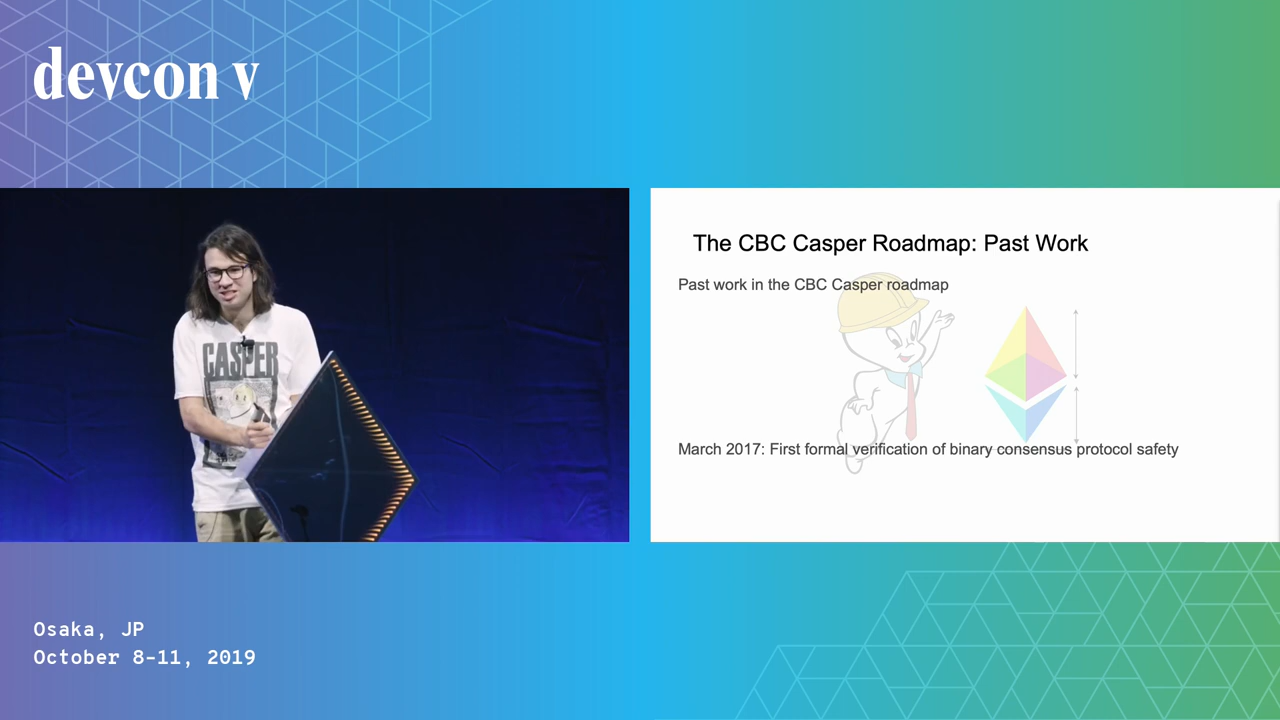 devcon v
CASPER
The CBC Casper Roadmap: Past Work
Past work in the CBC Casper roadmap
March 2017: First formal verification of binary consensus protocol safety
Osaka, JP
October 8-11, 2019